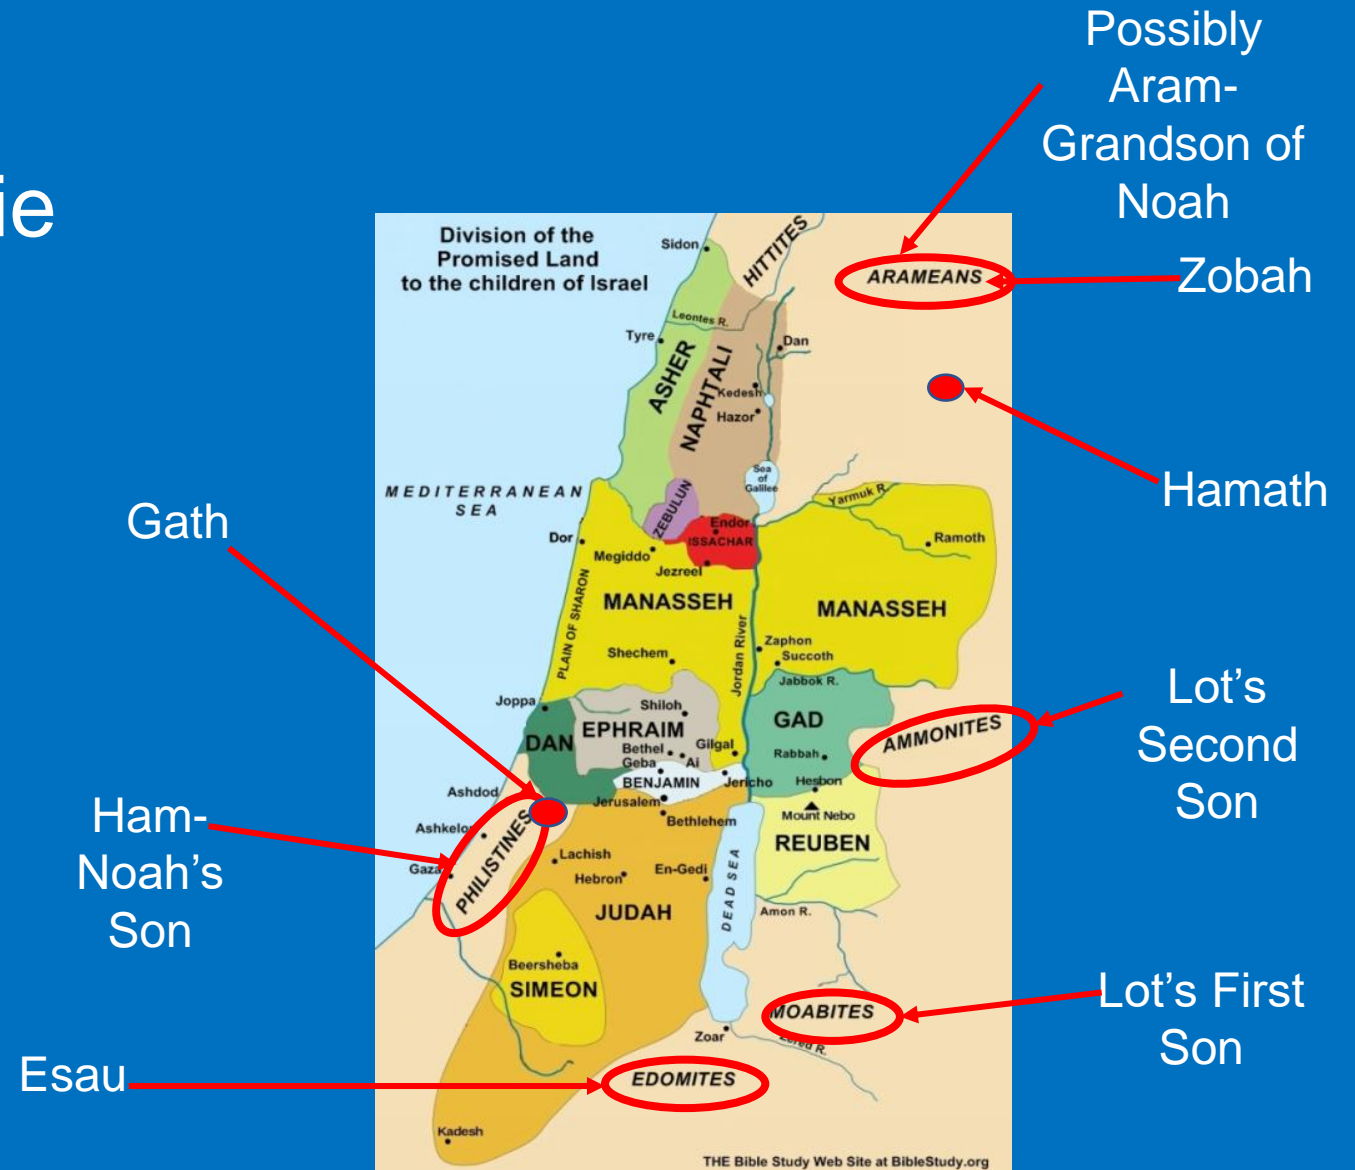 ie
Possibly
Aram-
Grandson of
Noah
Zobah
Hamath
Lot’s
Second
Son
Lot’s First
Son
Gath
Ham-
Noah’s
Son
Esau
Division of the
Promised Land
to the children of Israel
Sidon
HITTITES
ARAMEANS
Leontes R.
Tyre
Dan
ASHER
NAPHTALI
Kedesh
Hazor
Sea
of
Galilee
MEDITERRANEAN
SEA
ZEBULUN
Yarmuk R.
Endor
ISSACHAR
Dor
Megiddo
Jezreel
Ramoth
PLAIN OF SHARON
MANASSEH
MANASSEH
Jordan River
Zaphon
Succoth
Shechem
Jabbok R.
Joppa
Shiloh
EPHRAIM
GAD
AMMONITES
DAN
Bethel
Gilgal
Ai
Geba
Rabbah
BENJAMIN
Jericho
Hesbon
Ashdod
Jerusalem
Mount Nebo
Bethlehem
Ashkelon
PHILISTINES
REUBEN
Gaza
Lachish
Hebron
En-Gedi
DEAD SEA
JUDAH
Amon R.
Beersheba
SIMEON
MOABITES
Zoar
Zered R.
EDOMITES
Kadesh
THE Bible Study Web Site at BibleStudy.org